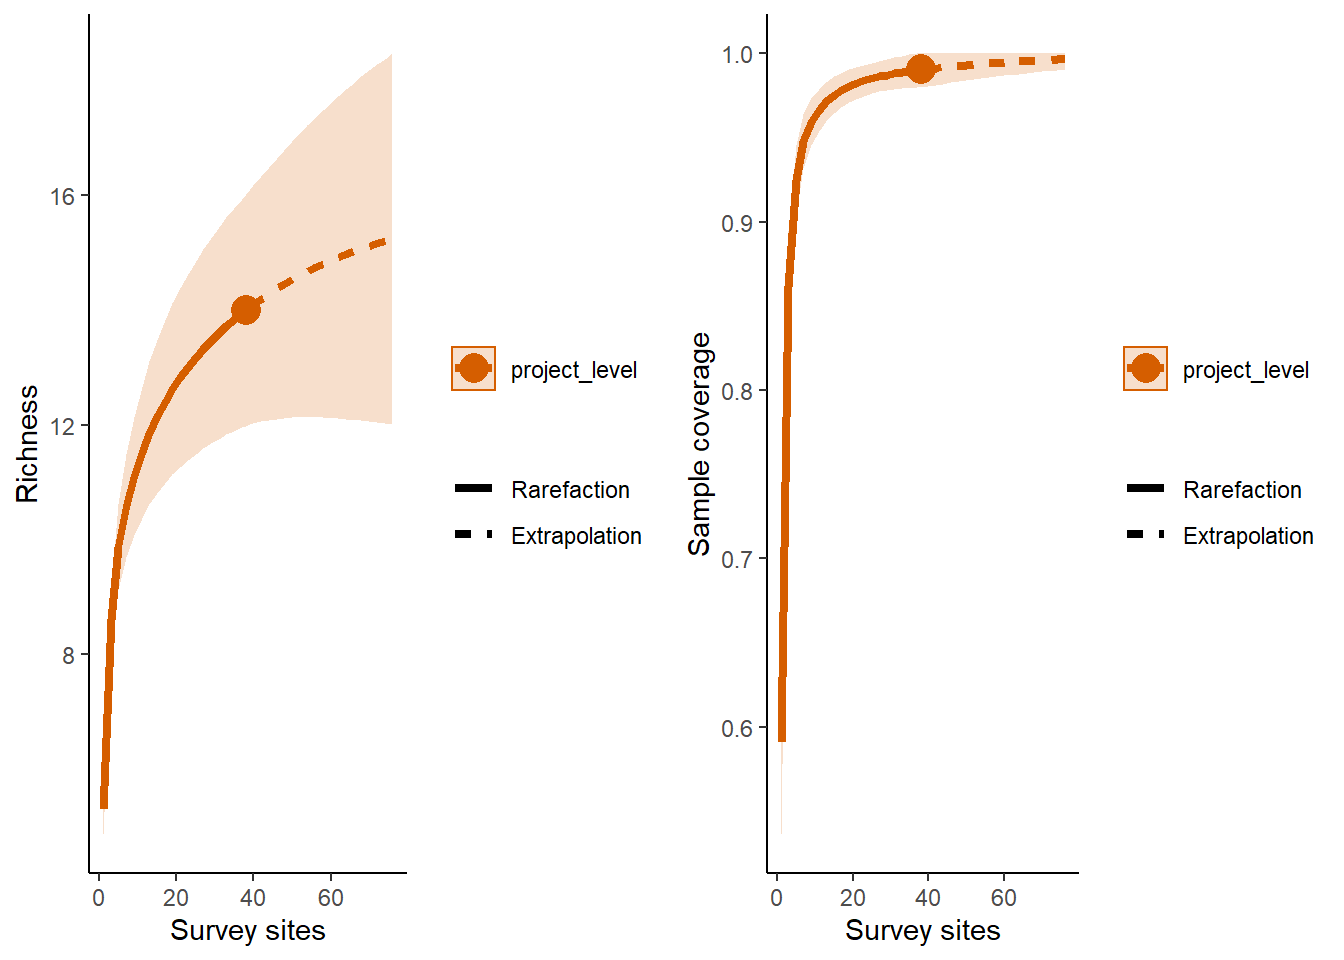 Richness
16
12
8
0 20 40 60
Survey sites
project_level
Rarefaction
Extrapolation
Sample coverage
1.0
0.9
0.8
0.7
0.6
0 20 40 60
Survey sites
project_level
Rarefaction
Extrapolation